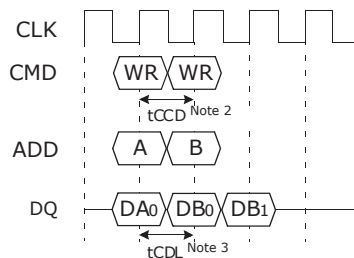 CLK
CMD WR WR
tCCD Note 2
ADD A B
DQ DA0 DB0 DB1
tCDL Note 3